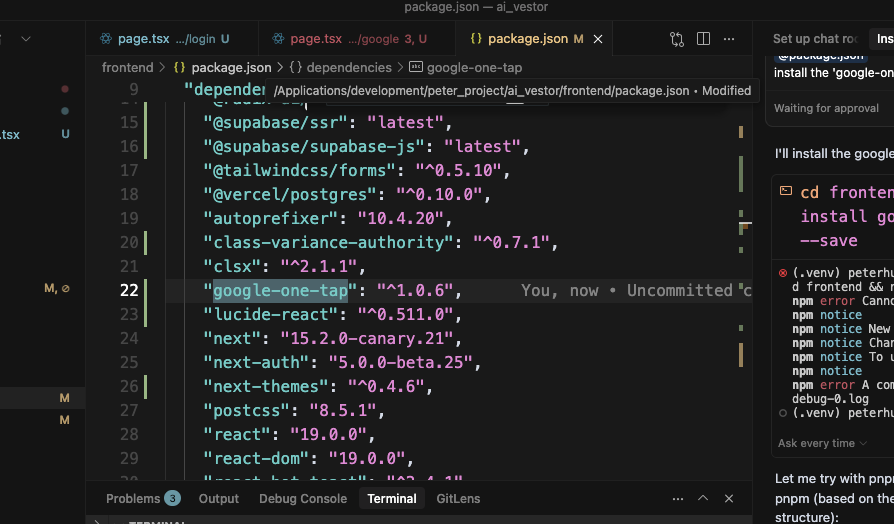 package.json — ai_vestor
page.tsx .../login U
page.tsx .../google 3, U
{} package.json M ×
...
frontend > {} package.json > {} dependencies > google-one-tap
/Applications/development/peter_project/ai_vestor/frontend/package.json • Modified
9 "depender
15 "@supabase/ssr": "latest",
16 "@supabase/supabase-js": "latest",
17 "@tailwindcss/forms": "^0.5.10",
18 "@vercel/postgres": "^0.10.0",
19 "autoprefixer": "10.4.20",
20 "class-variance-authority": "^0.7.1",
21 "clsx": "^2.1.1",
22 "google-one-tap": "^1.0.6", You, now • Uncommitted c
23 "lucide-react": "^0.511.0",
24 "next": "15.2.0-canary.21",
25 "next-auth": "5.0.0-beta.25",
26 "next-themes": "^0.4.6",
27 "postcss": "8.5.1",
28 "react": "19.0.0",
29 "react-dom": "19.0.0",
.tsx U
M,
M
M
Problems 3 Output Debug Console Terminal GitLens
TERMINAL
Set up chat ro
Ins
@package.json
install the 'google-on
Waiting for approval
I'll install the google
cd fronten
install go
--save
(.venv) peterhu
d frontend && n
npm error Canno
npm notice
npm notice New
npm notice Chan
npm notice To u
npm notice
npm error A com
debug-0.log
(.venv) peterhu
Ask every time
Let me try with pnp
pnpm (based on the
structure):